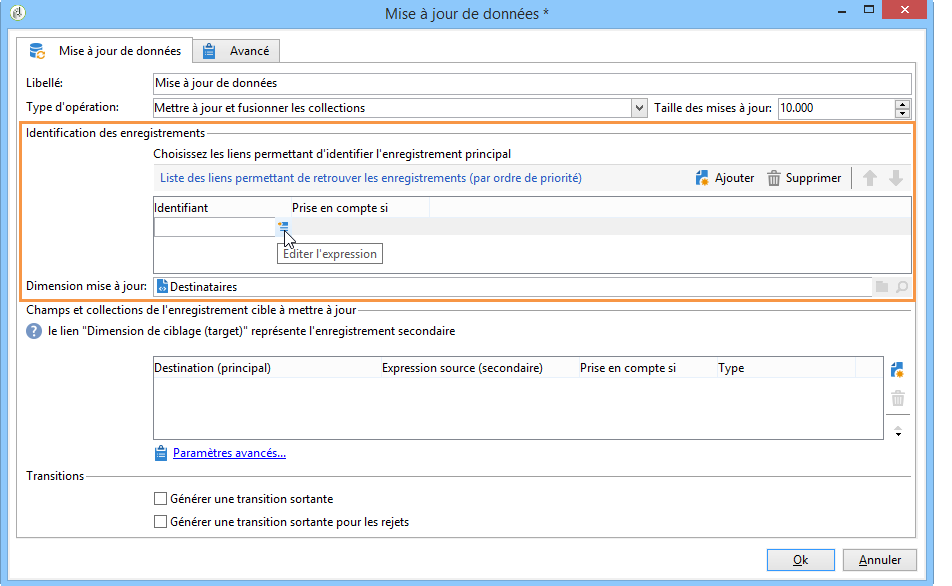 Mise à jour de données *
Mise à jour de données
Avancé
Libellé:
Mise à jour de données
Type d'opération:
Mettre à jour et fusionner les collections
Taille des mises à jour:
10.000
Identification des enregistrements
Choisissez les liens permettant d'identifier l'enregistrement principal
Liste des liens permettant de retrouver les enregistrements (par ordre de priorité)
Ajouter
Supprimer
Identifiant
Prise en compte si
Editer l'expression
Dimension mise à jour:
Destinataires
Champs et collections de l'enregistrement cible à mettre à jour
le lien "Dimension de ciblage (target)" représente l'enregistrement secondaire
Destination (principal)
Expression source (secondaire)
Prise en compte si
Type
Paramètres avancés...
Transitions
Générer une transition sortante
Générer une transition sortante pour les rejets
Ok
Annuler